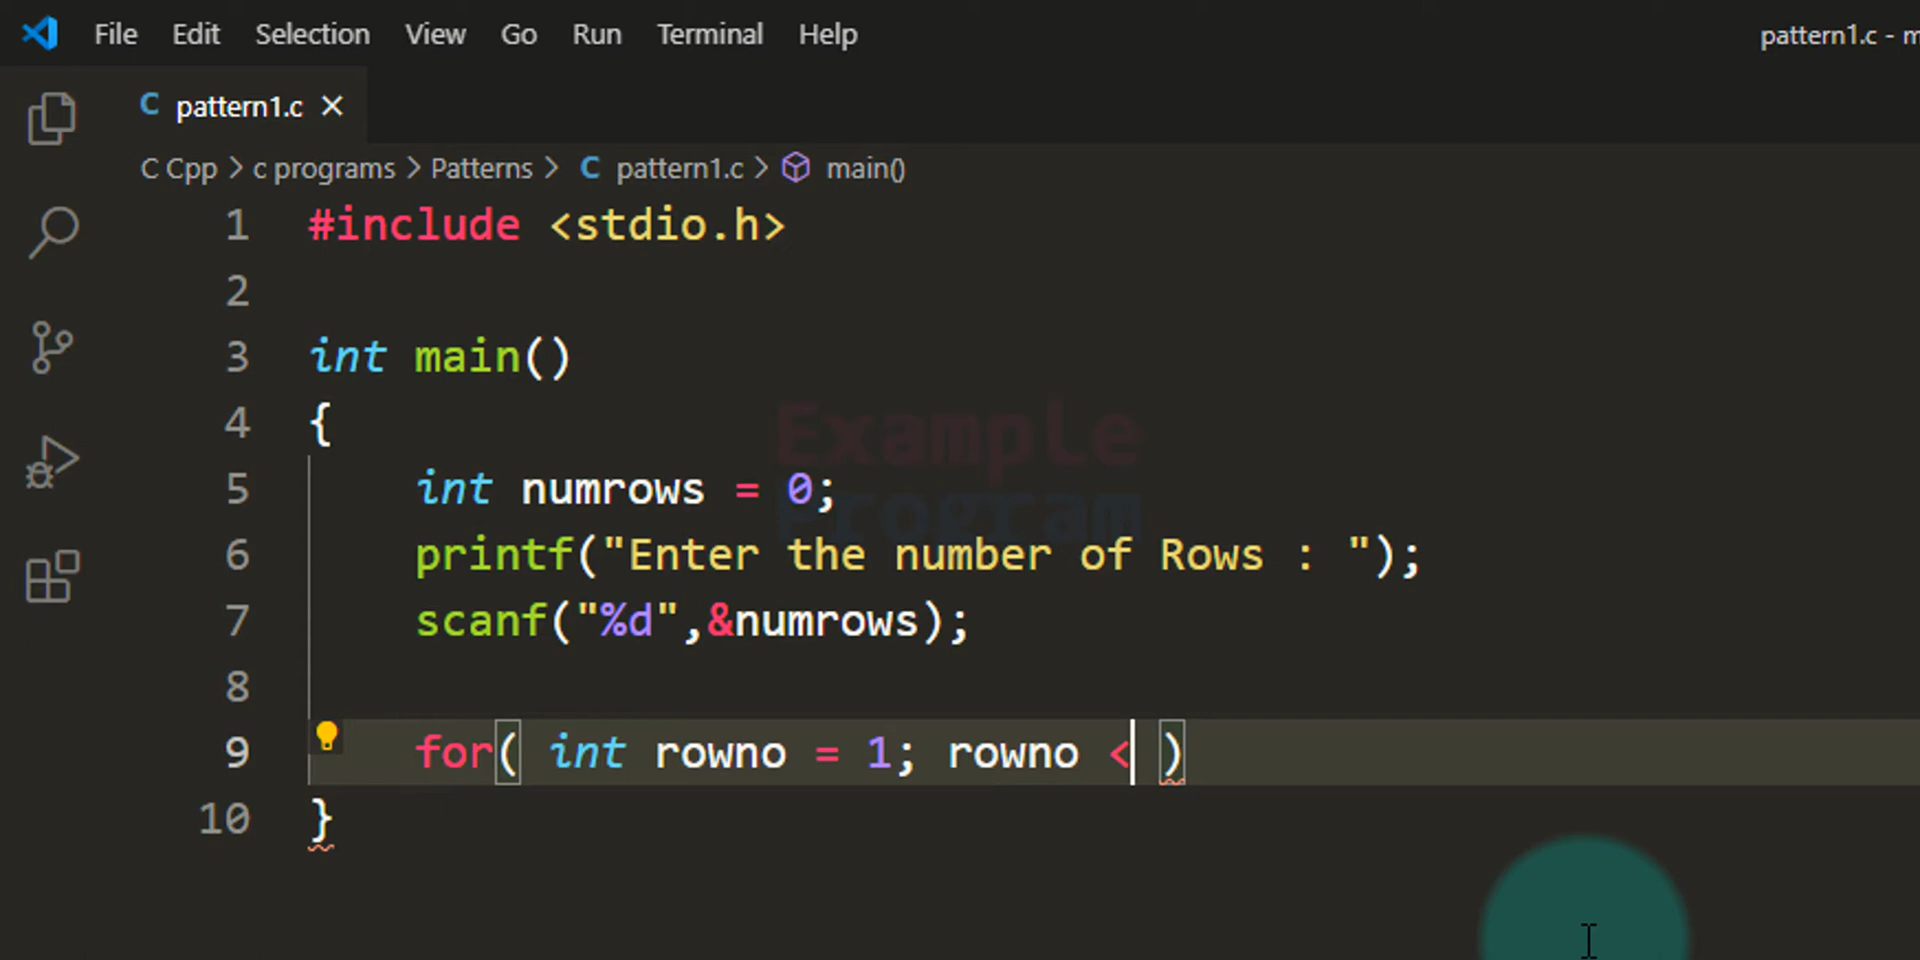 File Edit Selection View Go Run Terminal Help pattern1.c - m
C pattern1.c ×
C Cpp > c programs > Patterns > C pattern1.c > main()
1 #include <stdio.h>
2
3 int main()
4 {
5 int numrows = 0;
6 printf("Enter the number of Rows : ");
7 scanf("%d",&numrows);
8
9 for( int rowno = 1; rowno < )
10 }
Example
Program